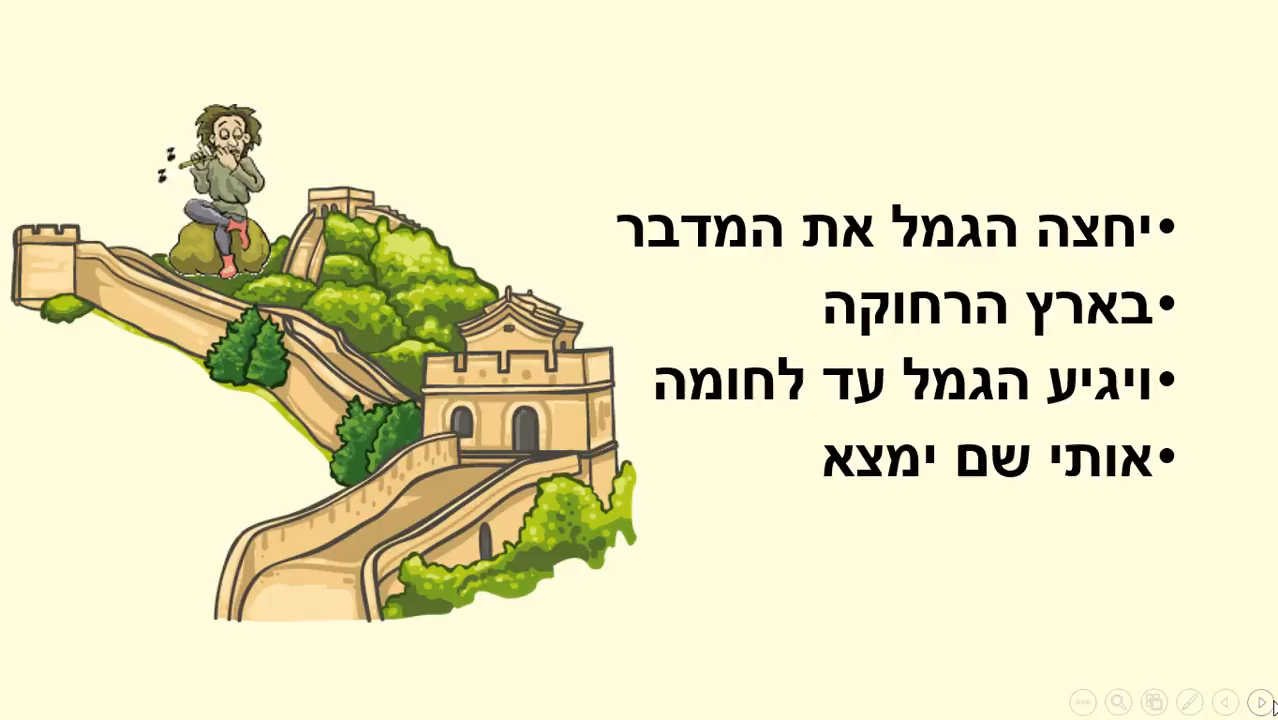 •יחצה הגמל את המדבר
•בארץ הרחוקה
•ויגיע הגמל עד לחומה
•אותי שם ימצא